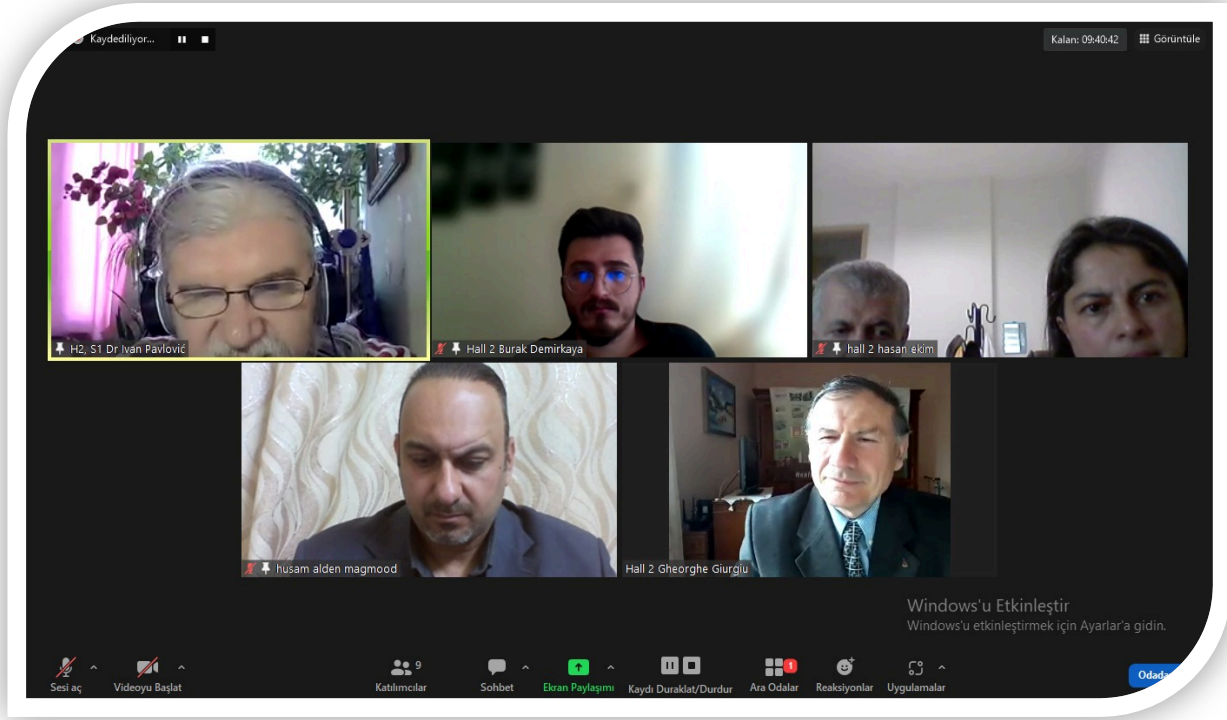 Kaydediliyor...
Kalan: 09:40:42
Görüntüle
H2, S1 Dr Ivan Pavlović
Hall 2 Burak Demirkaya
hall 2 hasan ekim
husam alden magmood
Hall 2 Gheorghe Giurgiu
Windows'u Etkinleştir
Windows'u etkinleştirmek için Ayarlar'a gidin.
9
1
Sesi aç
Videoyu Başlat
Katılımcılar
Sohbet
Ekran Paylaşımı
Kaydı Duraklat/Durdur
Ara Odalar
Reaksiyonlar
Uygulamalar